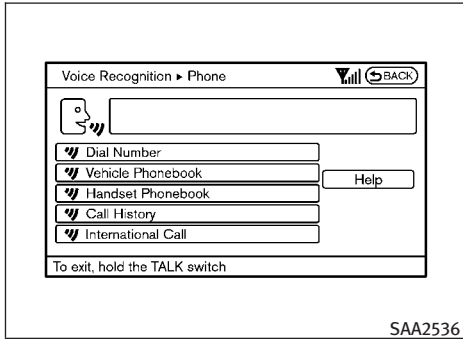 Voice Recognition ▸ Phone
BACK
Dial Number
Vehicle Phonebook
Handset Phonebook
Call History
International Call
Help
To exit, hold the TALK switch
SAA2536